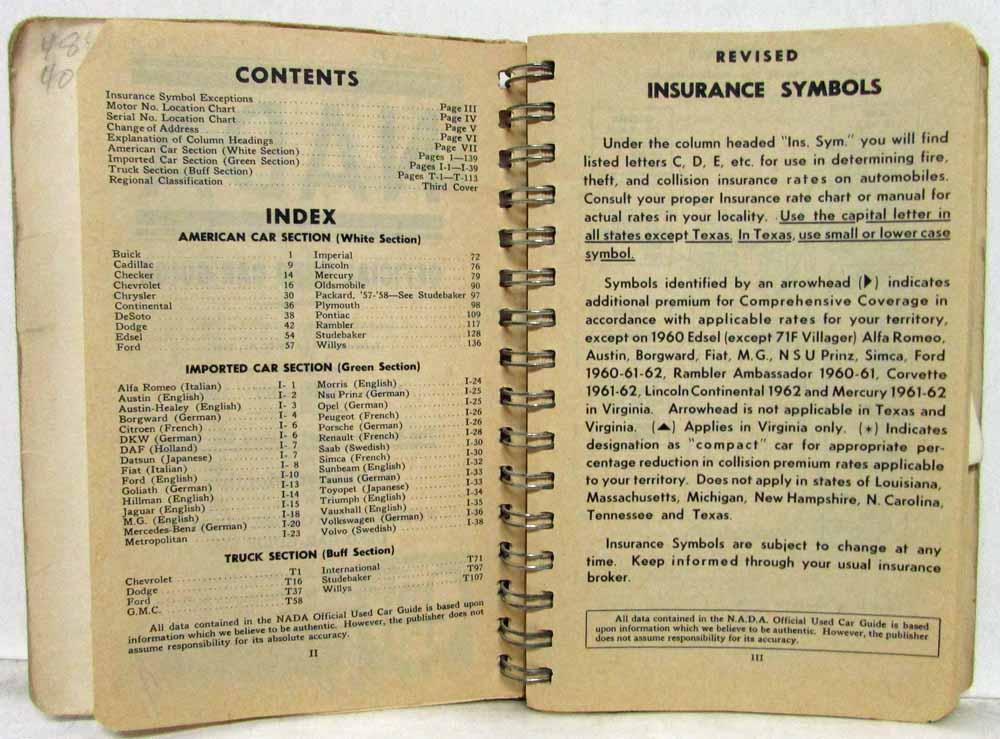 48
40
CONTENTS
Insurance Symbol Exceptions Page III
Motor No. Location Chart Page IV
Serial No. Location Chart Page V
Change of Address Page VI
Explanation of Column Headings Page VII
American Car Section (White Section) Pages 1—139
Imported Car Section (Green Section) Pages I-1—I-39
Truck Section (Buff Section) Pages T-1—T-113
Regional Classification Third Cover
INDEX
AMERICAN CAR SECTION (White Section)
Buick 1
Cadillac 9
Checker 14
Chevrolet 16
Chrysler 30
Continental 36
DeSoto 38
Dodge 42
Edsel 54
Ford 57
Imperial 72
Lincoln 76
Mercury 79
Oldsmobile 90
Packard, '57-'58—See Studebaker 97
Plymouth 98
Pontiac 109
Rambler 117
Studebaker 128
Willys 136
IMPORTED CAR SECTION (Green Section)
Alfa Romeo (Italian) I- 1
Austin (English) I- 2
Austin-Healey (English) I- 3
Borgward (German) I- 4
Citroen (French) I- 6
DKW (German) I- 6
DAF (Holland) I- 7
Datsun (Japanese) I- 7
Fiat (Italian) I- 8
Ford (English) I-10
Goliath (German) I-13
Hillman (English) I-14
Jaguar (English) I-15
M.G. (English) I-18
Mercedes-Benz (German) I-20
Metropolitan I-23
Morris (English) I-24
Nsu Prinz (German) I-25
Opel (German) I-25
Peugeot (French) I-26
Porsche (German) I-26
Renault (French) I-28
Saab (Swedish) I-30
Simca (French) I-30
Sunbeam (English) I-32
Taunus (German) I-33
Toyopet (Japanese) I-33
Triumph (English) I-34
Vauxhall (English) I-35
Volkswagen (German) I-36
Volvo (Swedish) I-38
TRUCK SECTION (Buff Section)
Chevrolet T1
Dodge T16
Ford T37
G.M.C. T58
International T71
Studebaker T97
Willys T107
All data contained in the NADA Official Used Car Guide is based upon
information which we believe to be authentic. However, the publisher does not
assume responsibility for its absolute accuracy.
II
REVISED
INSURANCE SYMBOLS
Under the column headed "Ins. Sym." you will find
listed letters C, D, E, etc. for use in determining fire,
theft, and collision insurance rates on automobiles.
Consult your proper Insurance rate chart or manual for
actual rates in your locality. Use the capital letter in
all states except Texas. In Texas, use small or lower case
symbol.
Symbols identified by an arrowhead (▶) indicates
additional premium for Comprehensive Coverage in
accordance with applicable rates for your territory,
except on 1960 Edsel (except 71F Villager) Alfa Romeo,
Austin, Borgward, Fiat, M.G., N S U Prinz, Simca, Ford
1960-61-62, Rambler Ambassador 1960-61, Corvette
1961-62, Lincoln Continental 1962 and Mercury 1961-62
in Virginia. Arrowhead is not applicable in Texas and
Virginia. (▲) Applies in Virginia only. (*) Indicates
designation as "compact" car for appropriate per-
centage reduction in collision premium rates applicable
to your territory. Does not apply in states of Louisiana,
Massachusetts, Michigan, New Hampshire, N. Carolina,
Tennessee and Texas.
Insurance Symbols are subject to change at any
time. Keep informed through your usual insurance
broker.
All data contained in the N.A.D.A. Official Used Car Guide is based
upon information which we believe to be authentic. However, the publisher
does not assume responsibility for its accuracy.
III